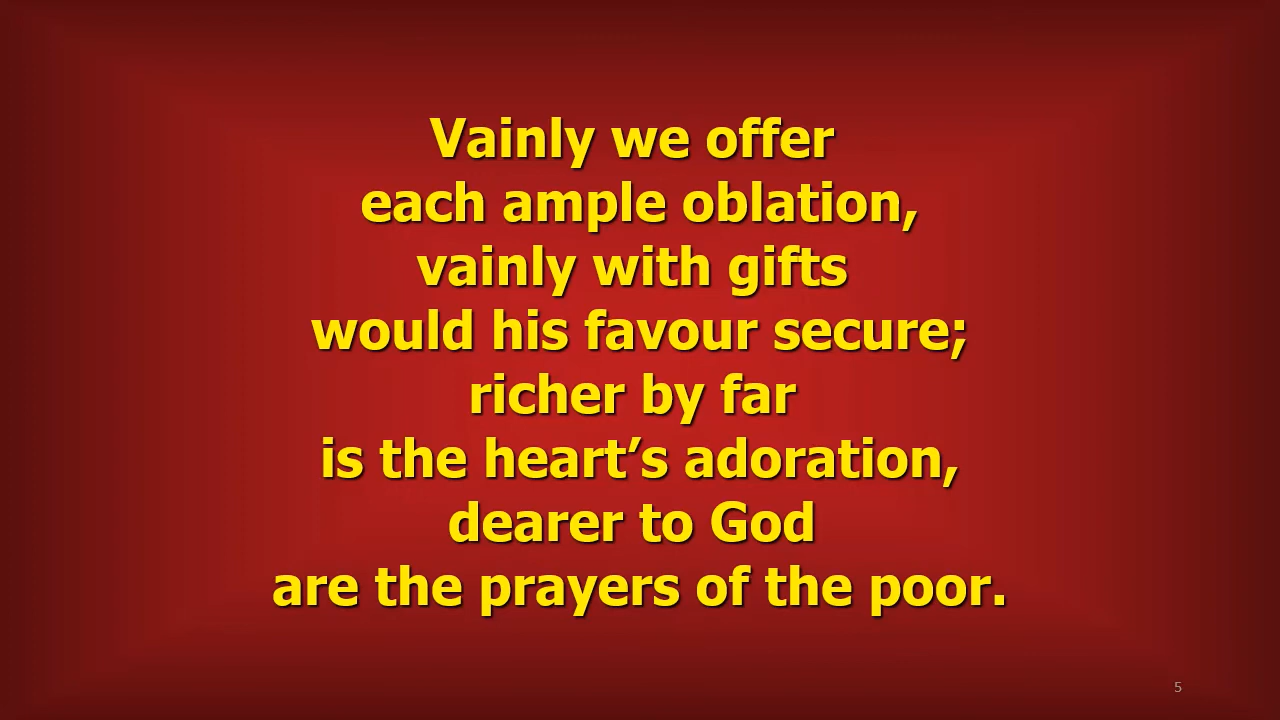 Vainly we offer
each ample oblation,
vainly with gifts
would his favour secure;
richer by far
is the heart’s adoration,
dearer to God
are the prayers of the poor.
5